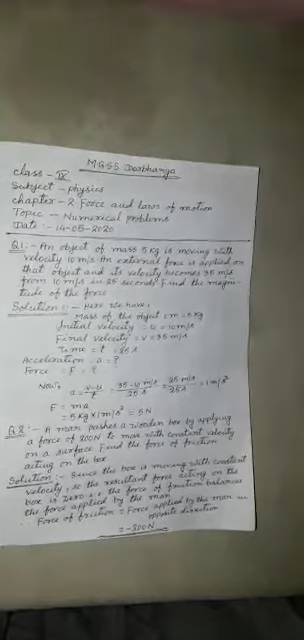 M.G.S.S Darbhanga
Class - IX
Subject - physics
chapter - 2. Force and laws of motion
Topic - Numerical problems
Date :- 14-05-2020
Q1:- An object of mass 5 Kg is moving with
velocity 10 m/s. An external force is applied on
that object and its velocity becomes 35 m/s
from 10 m/s in 25 seconds. Find the magni-
tude of the force
Solution :- Here we have,
Mass of the object : m = 5 Kg
Initial velocity : u = 10 m/s
Final velocity : v = 35 m/s
Time = t = 25 s
Acceleration = a = ?
Force = F = ?
Now, a = v-u/t = 35-10 m/s/25 s = 25 m/s/25 s = 1 m/s²
F = ma
= 5 Kg x 1 m/s² = 5 N
Q2:- A man pushes a wooden box by applying
a force of 200N to move with constant velocity
on a surface. Find the force of friction
acting on the box
Solution:- Since the box is moving with constant
velocity, so the resultant force acting on the
box is zero i.e. the force of friction balances
the force applied by the man
Force of friction = Force applied by the man in
opposite direction
= -200N